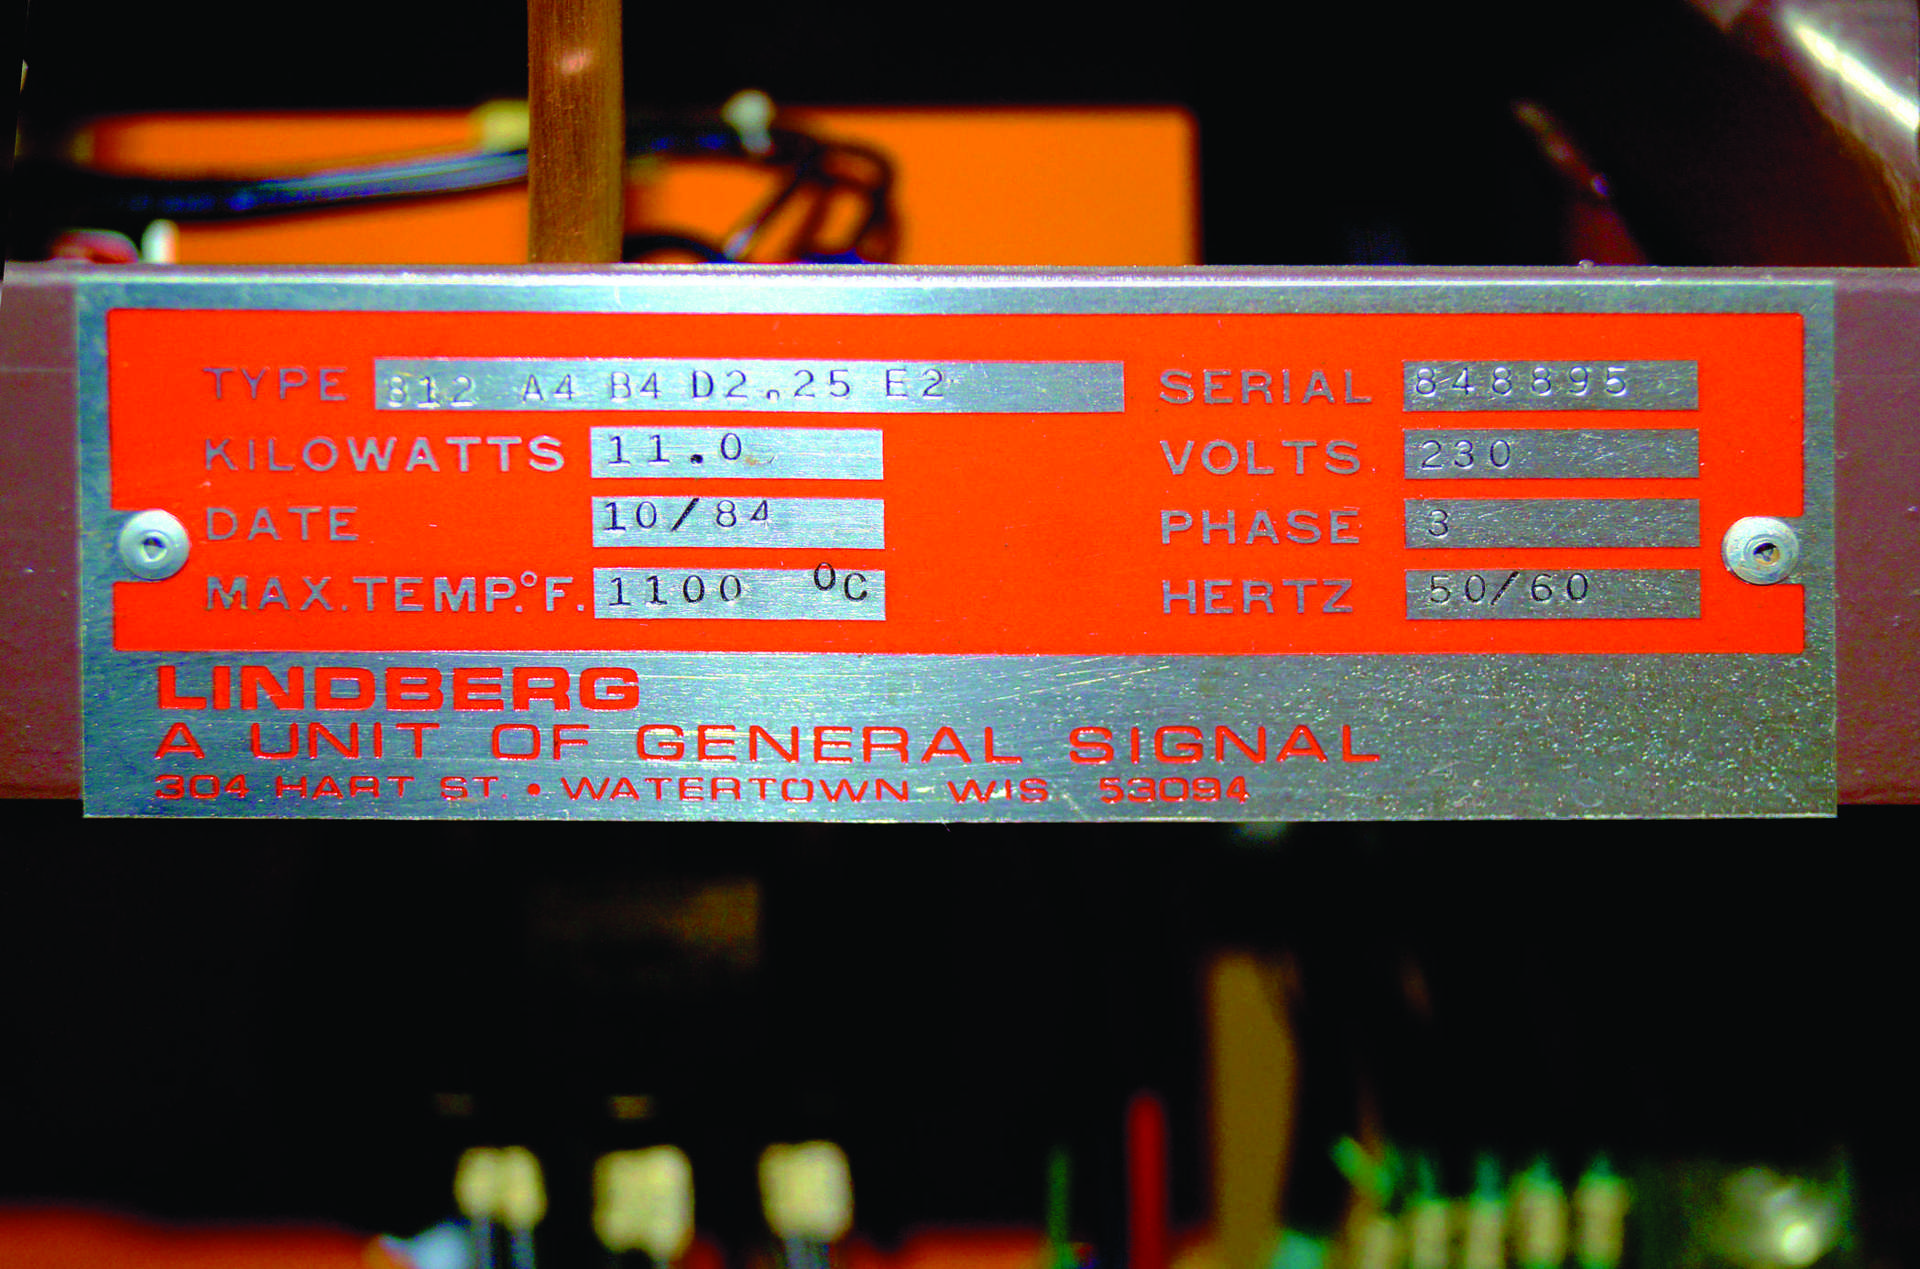 TYPE 812 A4 B4 D2.25 E2 SERIAL 848895
KILOWATTS 11.0 VOLTS 230
DATE 10/84 PHASE 3
MAX.TEMP.°F. 1100 °C HERTZ 50/60
LINDBERG
A UNIT OF GENERAL SIGNAL
304 HART ST. • WATERTOWN WIS. 53094